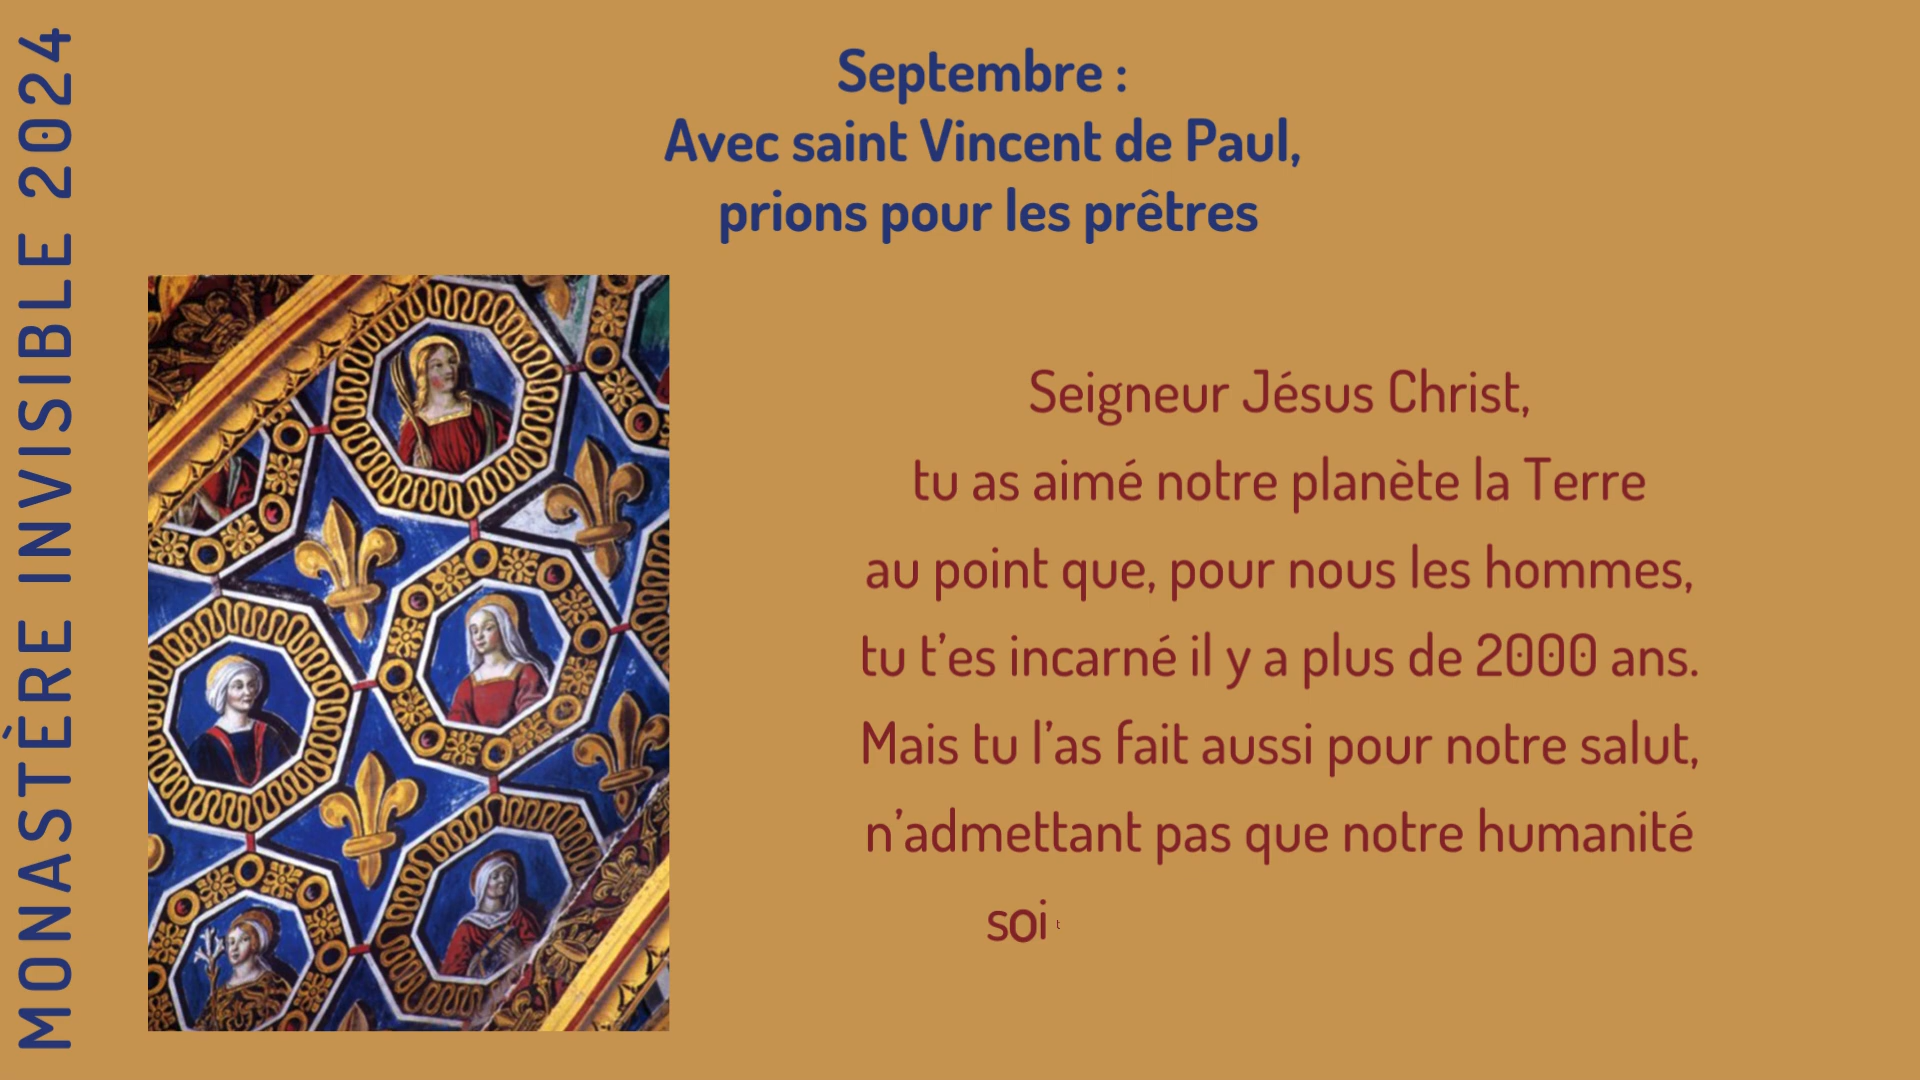 MONASTÈRE INVISIBLE 2024
Septembre :
Avec saint Vincent de Paul,
prions pour les prêtres
Seigneur Jésus Christ,
tu as aimé notre planète la Terre
au point que, pour nous les hommes,
tu t’es incarné il y a plus de 2000 ans.
Mais tu l’as fait aussi pour notre salut,
n’admettant pas que notre humanité
soit